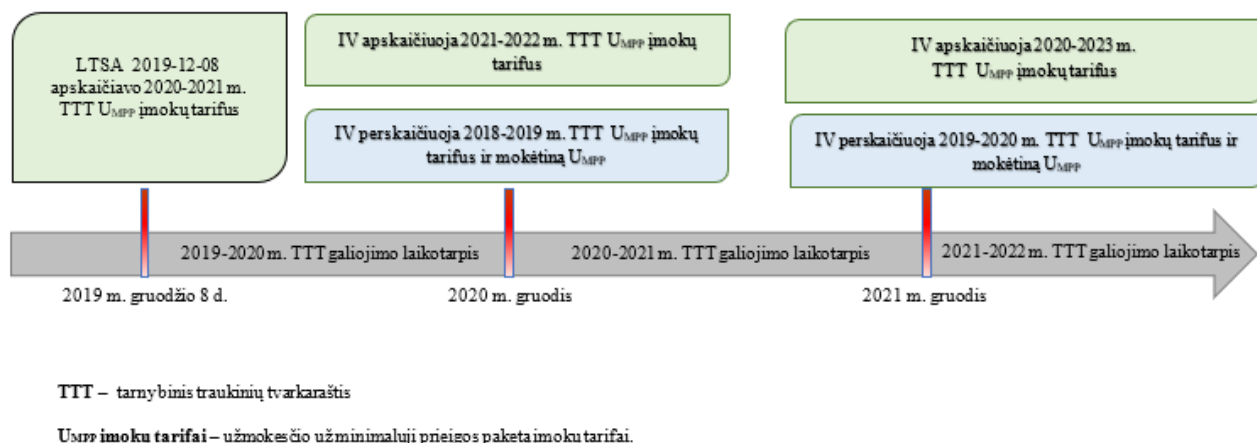 LTSA 2019-12-08
apskaičiavo 2020-2021 m.
TTT UMPP įmokų tarifus
IV apskaičiuoja 2021-2022 m. TTT UMPP įmokų
tarifus
IV perskaičiuoja 2018-2019 m. TTT UMPP įmokų
tarifus ir mokėtiną UMPP
IV apskaičiuoja 2020-2023 m.
TTT UMPP įmokų tarifus
IV perskaičiuoja 2019-2020 m. TTT UMPP įmokų tarifus ir
mokėtiną UMPP
2019-2020 m. TTT galiojimo laikotarpis
2020-2021 m. TTT galiojimo laikotarpis
2021-2022 m. TTT galiojimo laikotarpis
2019 m. gruodžio 8 d.
2020 m. gruodis
2021 m. gruodis
TTT – tarnybinis traukinių tvarkaraštis
UMPP įmokų tarifai – užmokesčio už minimalųjį prieigos paketą įmokų tarifai.